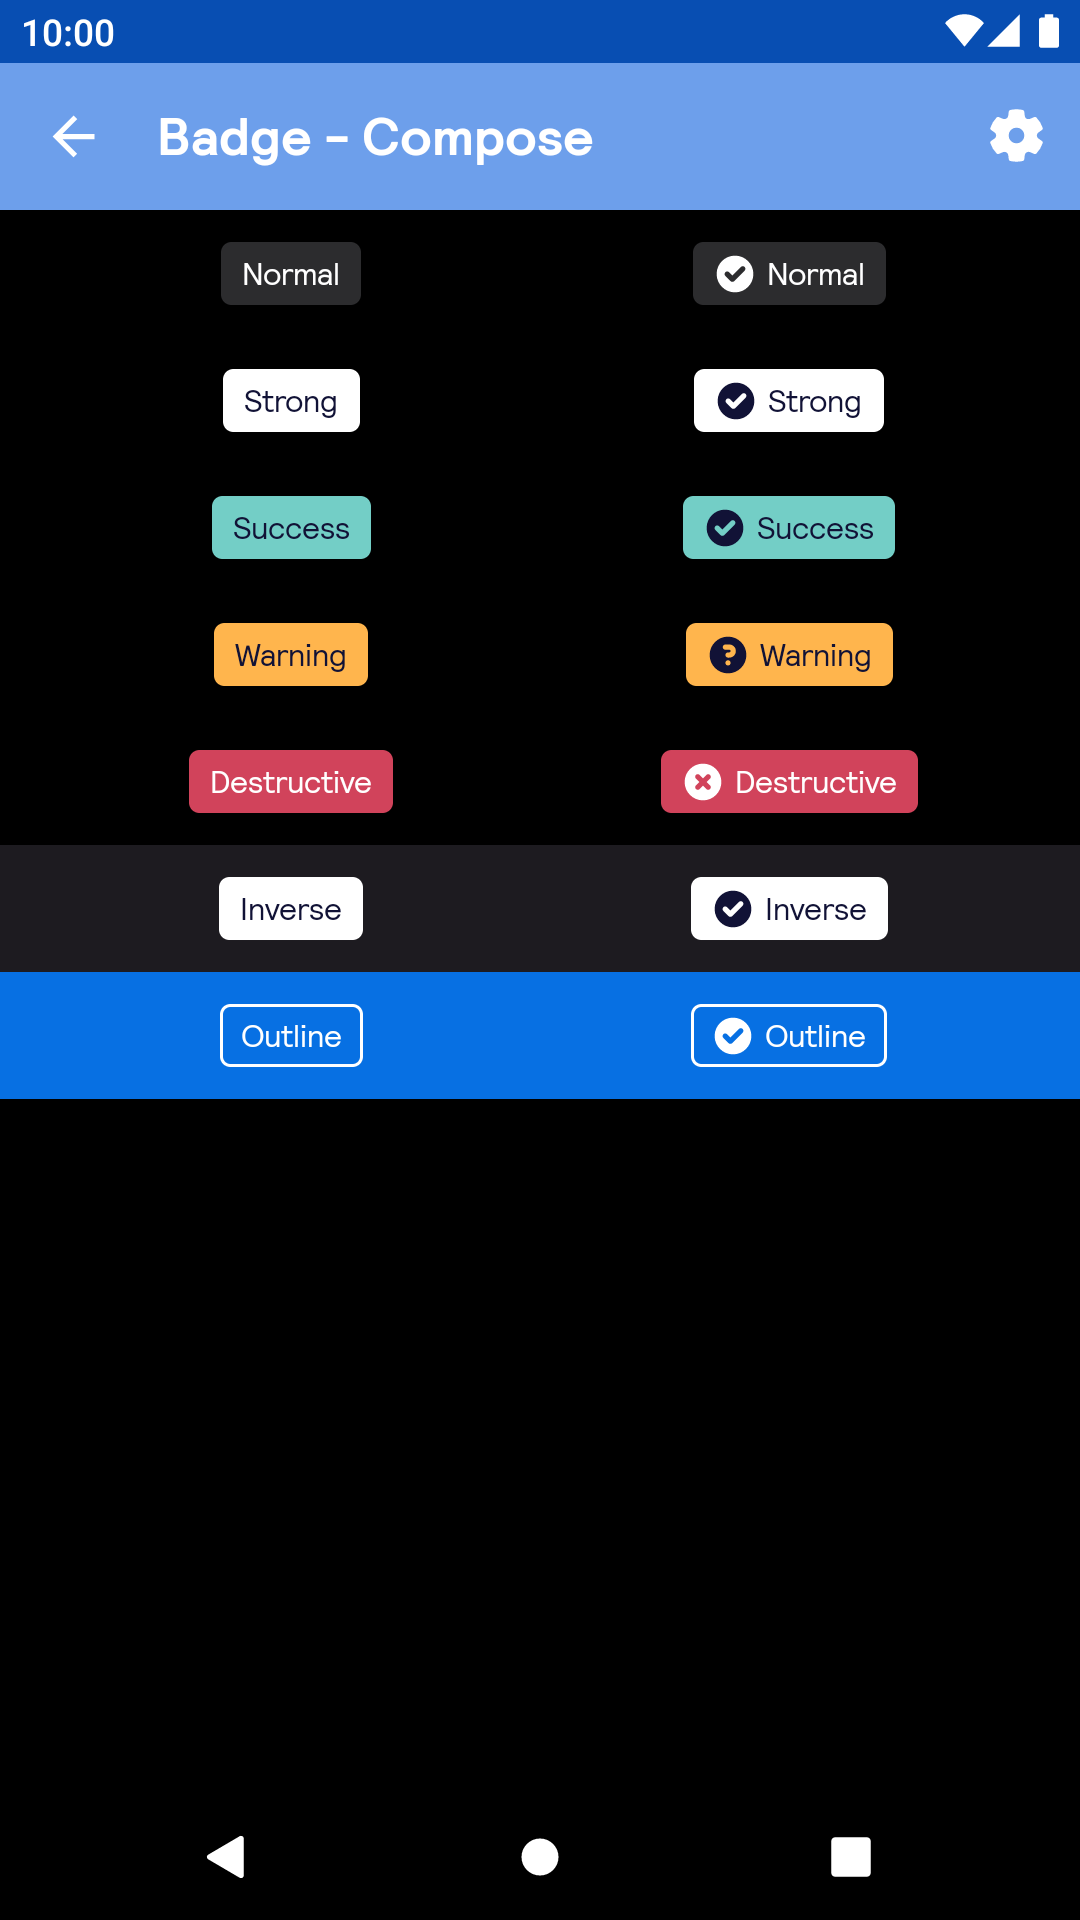 10:00
Badge - Compose
Normal Normal
Strong Strong
Success Success
Warning Warning
Destructive Destructive
Inverse Inverse
Outline Outline